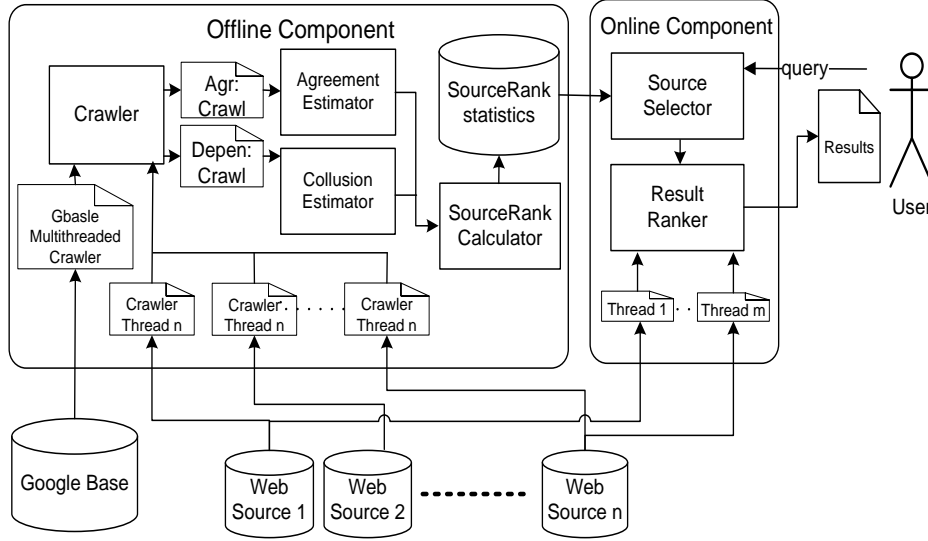 Offline Component
Online Component
Crawler
Agr:
Crawl
Depen:
Crawl
Agreement
Estimator
Collusion
Estimator
SourceRank
statistics
SourceRank
Calculator
Gbasle
Multithreaded
Crawler
Crawler
Thread n
Crawler
Thread n
. . . . . .
Crawler
Thread n
Source
Selector
query
Result
Ranker
Results
User
Thread 1
. .
Thread m
Google Base
Web
Source 1
Web
Source 2
Web
Source n